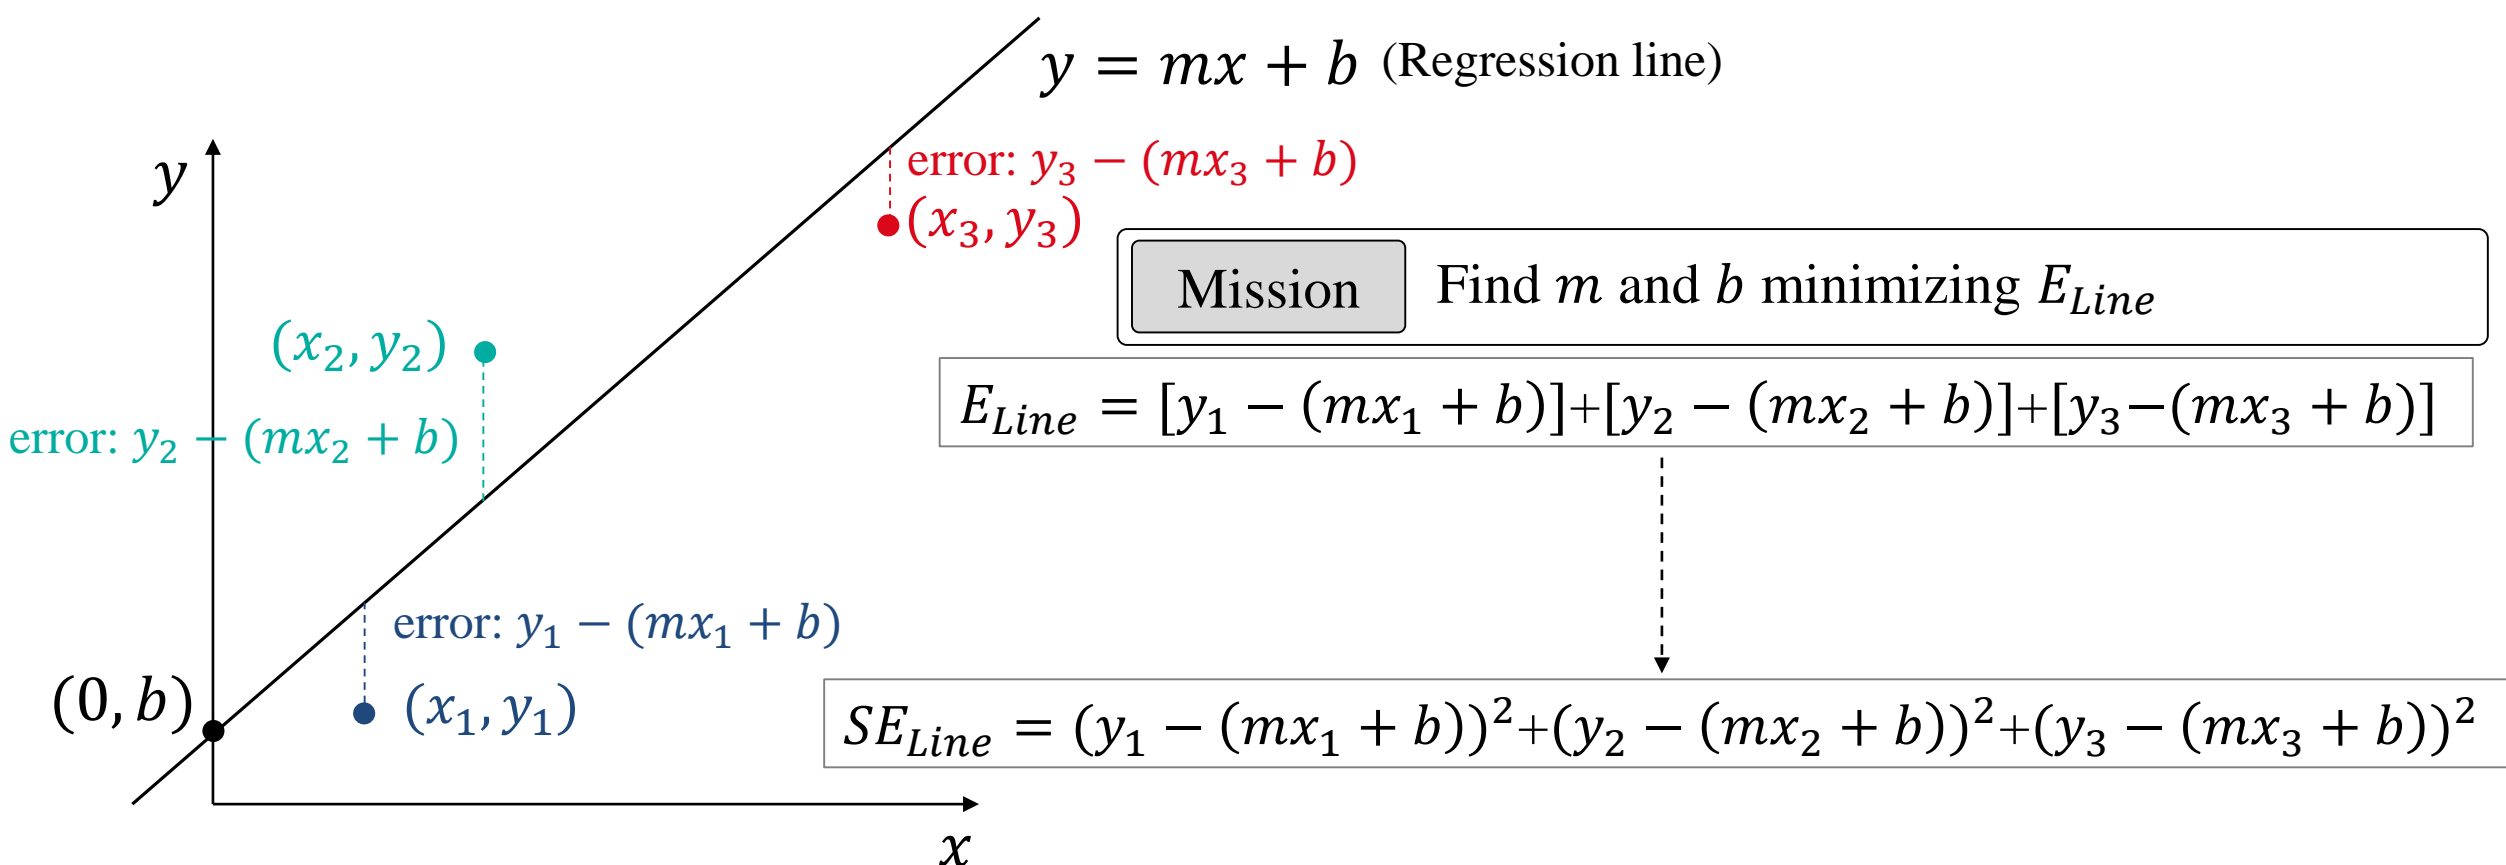 y = mx + b (Regression line)
y
error: y₃ − (mx₃ + b)
(x₃, y₃)
Mission Find m and b minimizing E_Line
(x₂, y₂)
E_Line = [y₁ − (mx₁ + b)]+[y₂ − (mx₂ + b)]+[y₃−(mx₃ + b)]
error: y₂ − (mx₂ + b)
error: y₁ − (mx₁ + b)
(0, b)
(x₁, y₁)
SE_Line = (y₁ − (mx₁ + b))²+(y₂ − (mx₂ + b))²+(y₃ − (mx₃ + b))²
x